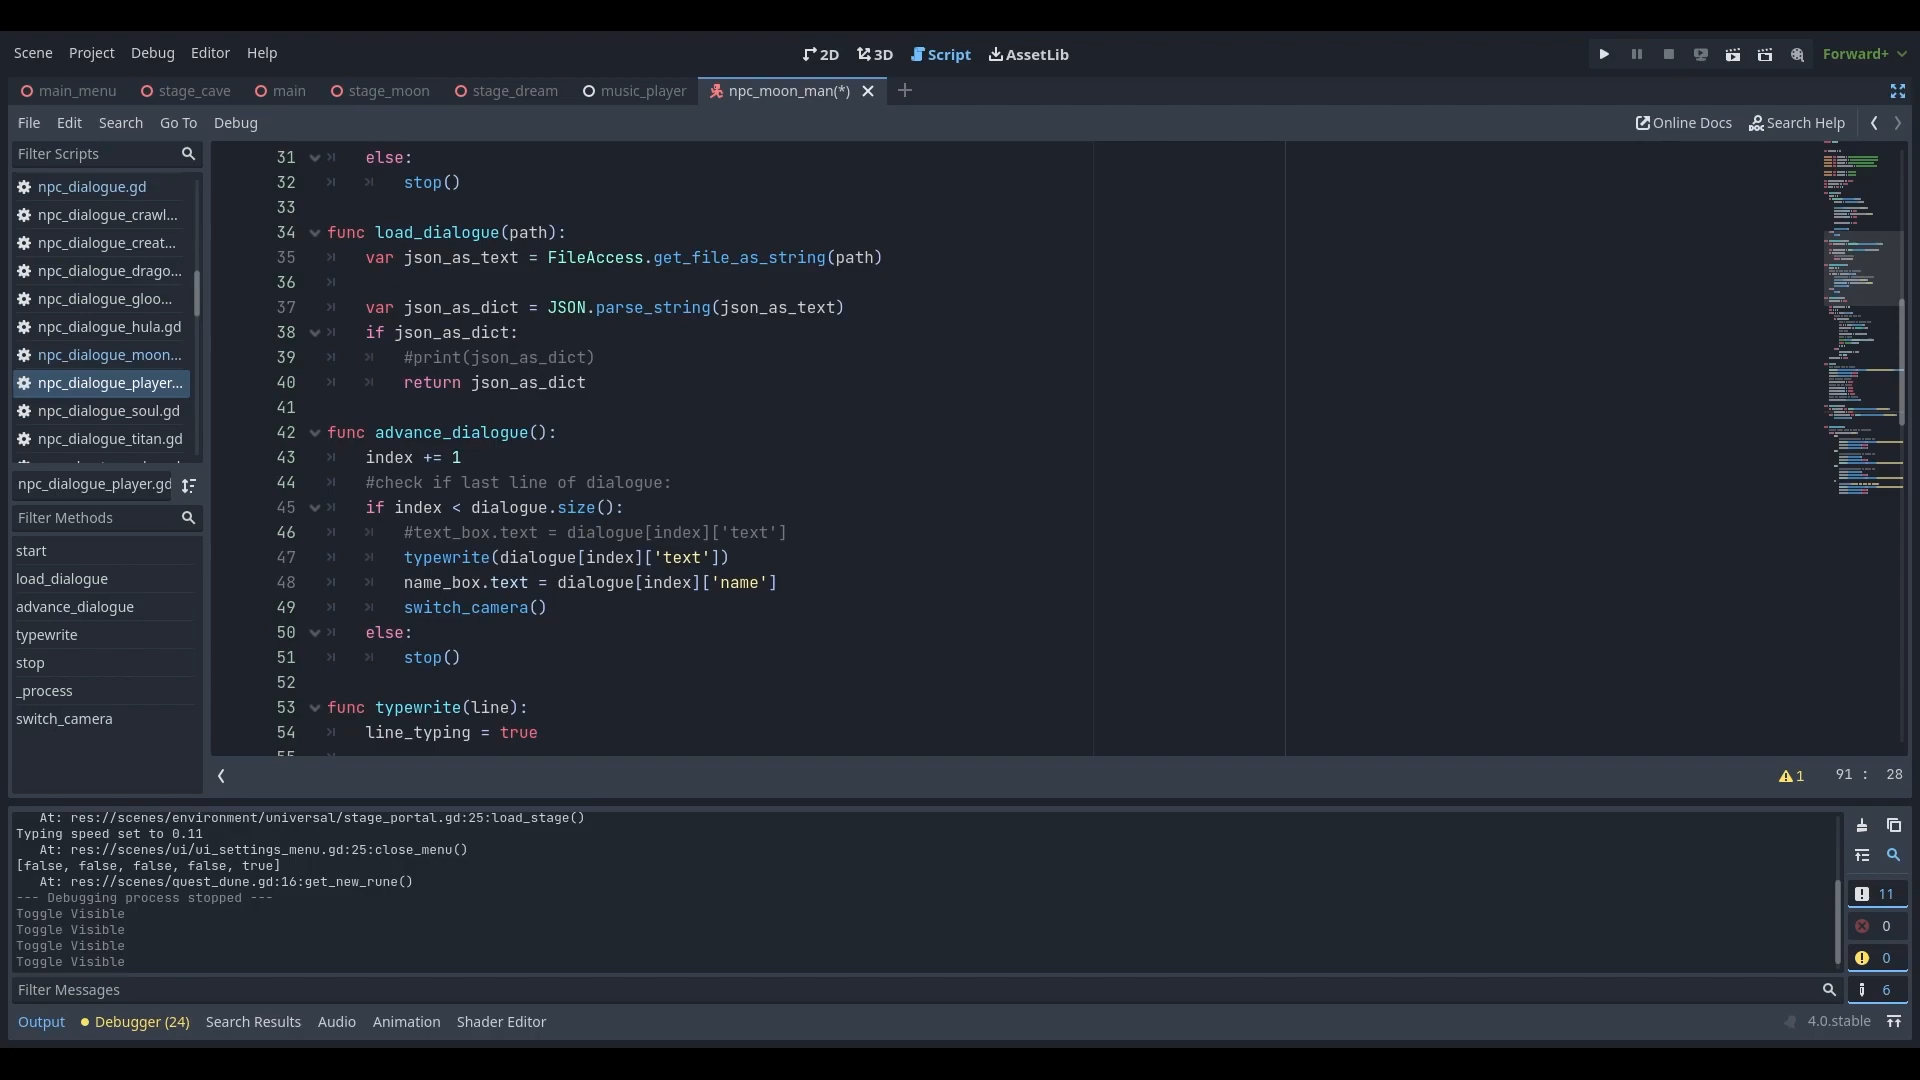 Scene Project Debug Editor Help
2D 3D Script AssetLib
Forward+
main_menu stage_cave main stage_moon stage_dream music_player npc_moon_man(*)
File Edit Search Go To Debug
Online Docs Search Help
Filter Scripts
npc_dialogue.gd
npc_dialogue_crawl...
npc_dialogue_creat...
npc_dialogue_drago...
npc_dialogue_gloo...
npc_dialogue_hula.gd
npc_dialogue_moon...
npc_dialogue_player...
npc_dialogue_soul.gd
npc_dialogue_titan.gd
npc_dialogue_player.gd
Filter Methods
start
load_dialogue
advance_dialogue
typewrite
stop
_process
switch_camera
31 else:
32 stop()
33
34 func load_dialogue(path):
35 var json_as_text = FileAccess.get_file_as_string(path)
36
37 var json_as_dict = JSON.parse_string(json_as_text)
38 if json_as_dict:
39 #print(json_as_dict)
40 return json_as_dict
41
42 func advance_dialogue():
43 index += 1
44 #check if last line of dialogue:
45 if index < dialogue.size():
46 #text_box.text = dialogue[index]['text']
47 typewrite(dialogue[index]['text'])
48 name_box.text = dialogue[index]['name']
49 switch_camera()
50 else:
51 stop()
52
53 func typewrite(line):
54 line_typing = true
55
1 91 : 28
At: res://scenes/environment/universal/stage_portal.gd:25:load_stage()
Typing speed set to 0.11
At: res://scenes/ui/ui_settings_menu.gd:25:close_menu()
[false, false, false, false, true]
At: res://scenes/quest_dune.gd:16:get_new_rune()
--- Debugging process stopped ---
Toggle Visible
Toggle Visible
Toggle Visible
Toggle Visible
11
0
0
6
Filter Messages
Output Debugger (24) Search Results Audio Animation Shader Editor
4.0.stable